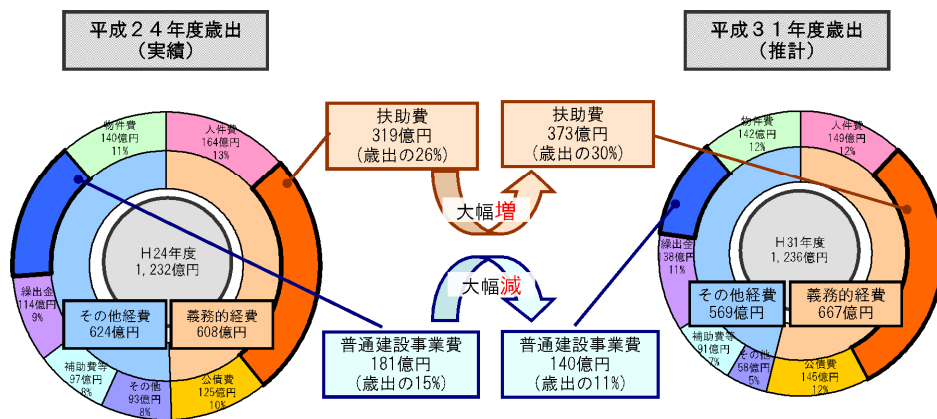 平成２４年度歳出
（実績）
平成３１年度歳出
（推計）
物件費
140億円
11%
人件費
164億円
13%
扶助費
319億円
(歳出の26%)
扶助費
373億円
(歳出の30%)
物件費
142億円
12%
人件費
149億円
12%
大幅増
H24年度
1,232億円
H31年度
1,236億円
繰出金
114億円
9%
繰出金
138億円
11%
大幅減
その他経費
624億円
義務的経費
608億円
その他経費
569億円
義務的経費
667億円
普通建設事業費
181億円
(歳出の15%)
普通建設事業費
140億円
(歳出の11%)
補助費等
97億円
8%
その他
93億円
8%
公債費
125億円
10%
補助費等
91億円
7%
その他
58億円
5%
公債費
145億円
12%